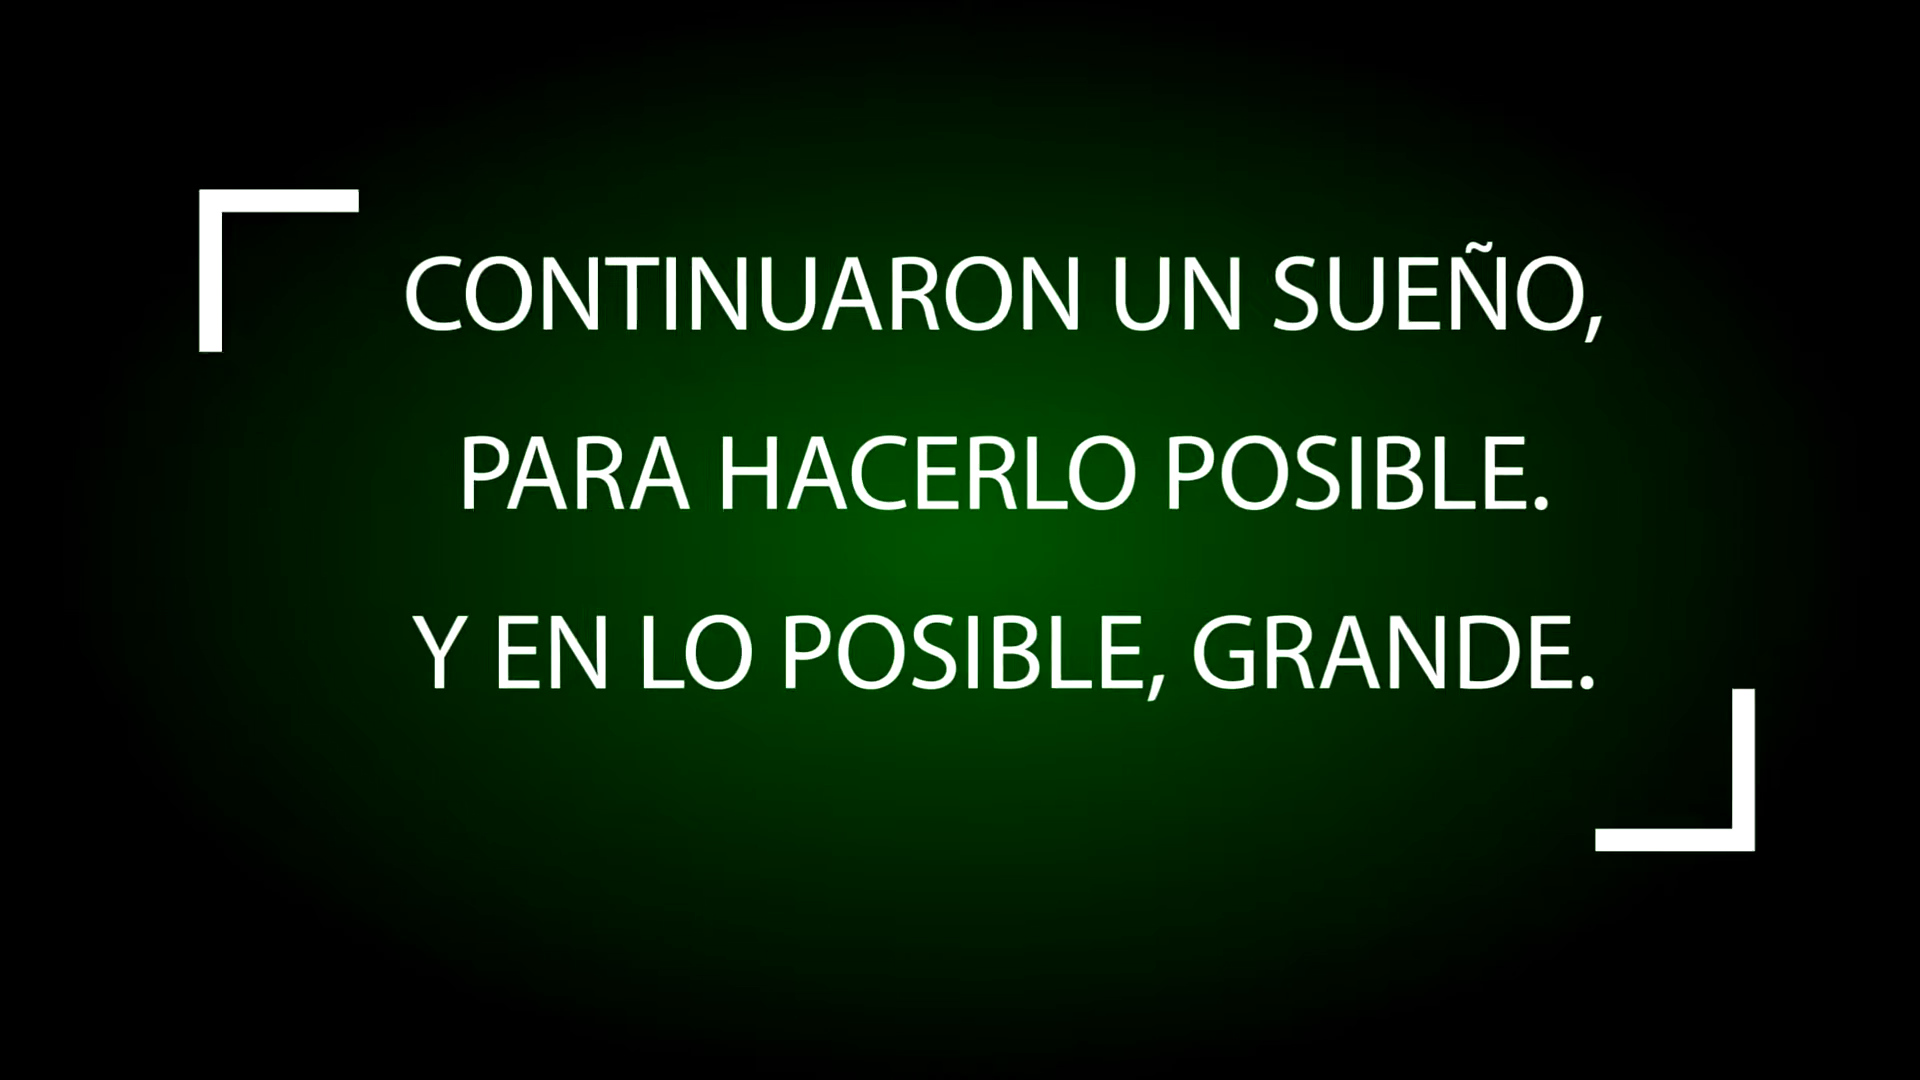 CONTINUARON UN SUEÑO,
PARA HACERLO POSIBLE.
Y EN LO POSIBLE, GRANDE.